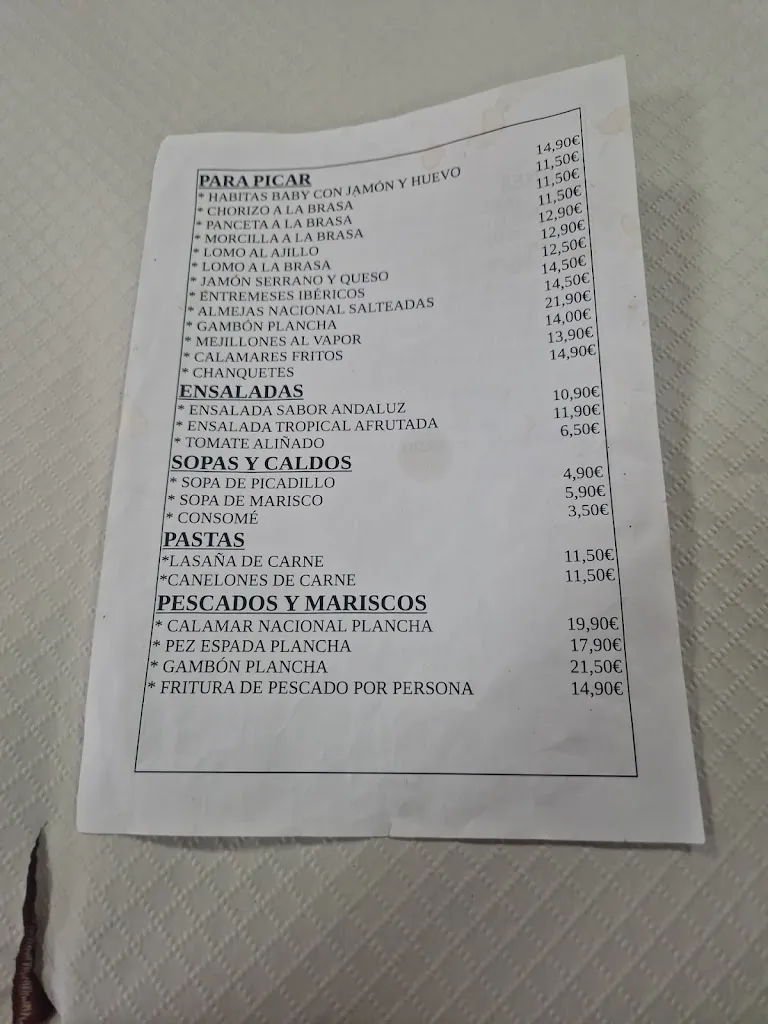 PARA PICAR
* HABITAS BABY CON JAMÓN Y HUEVO 14,90€
* CHORIZO A LA BRASA 11,50€
* PANCETA A LA BRASA 11,50€
* MORCILLA A LA BRASA 11,50€
* LOMO AL AJILLO 12,90€
* LOMO A LA BRASA 12,90€
* JAMÓN SERRANO Y QUESO 12,50€
* ENTREMESES IBÉRICOS 14,50€
* ALMEJAS NACIONAL SALTEADAS 14,50€
* GAMBÓN PLANCHA 21,90€
* MEJILLONES AL VAPOR 14,00€
* CALAMARES FRITOS 13,90€
* CHANQUETES 14,90€
ENSALADAS
* ENSALADA SABOR ANDALUZ 10,90€
* ENSALADA TROPICAL AFRUTADA 11,90€
* TOMATE ALIÑADO 6,50€
SOPAS Y CALDOS
* SOPA DE PICADILLO 4,90€
* SOPA DE MARISCO 5,90€
* CONSOMÉ 3,50€
PASTAS
*LASAÑA DE CARNE 11,50€
*CANELONES DE CARNE 11,50€
PESCADOS Y MARISCOS
* CALAMAR NACIONAL PLANCHA 19,90€
* PEZ ESPADA PLANCHA 17,90€
* GAMBÓN PLANCHA 21,50€
* FRITURA DE PESCADO POR PERSONA 14,90€